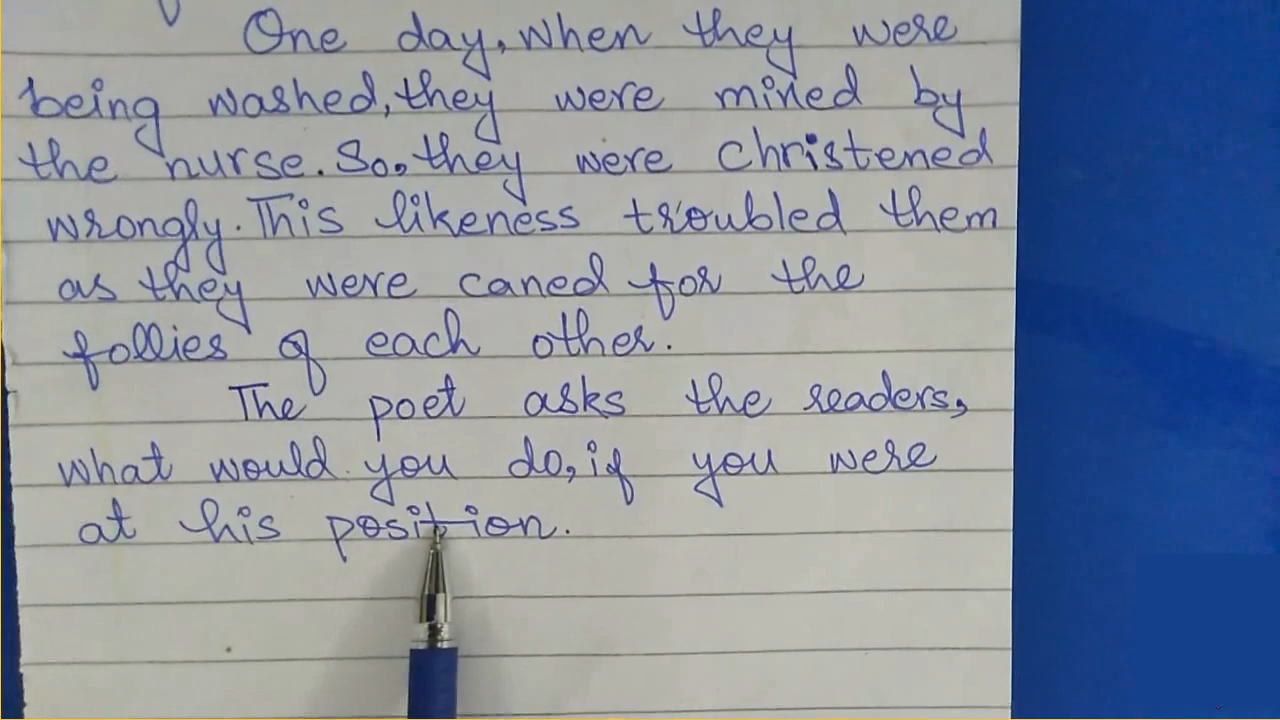 One day, when they were
being washed, they were mixed by
the nurse. So, they were christened
wrongly. This likeness troubled them
as they were caned for the
follies of each other.
The poet asks the readers,
what would you do, if you were
at his position.